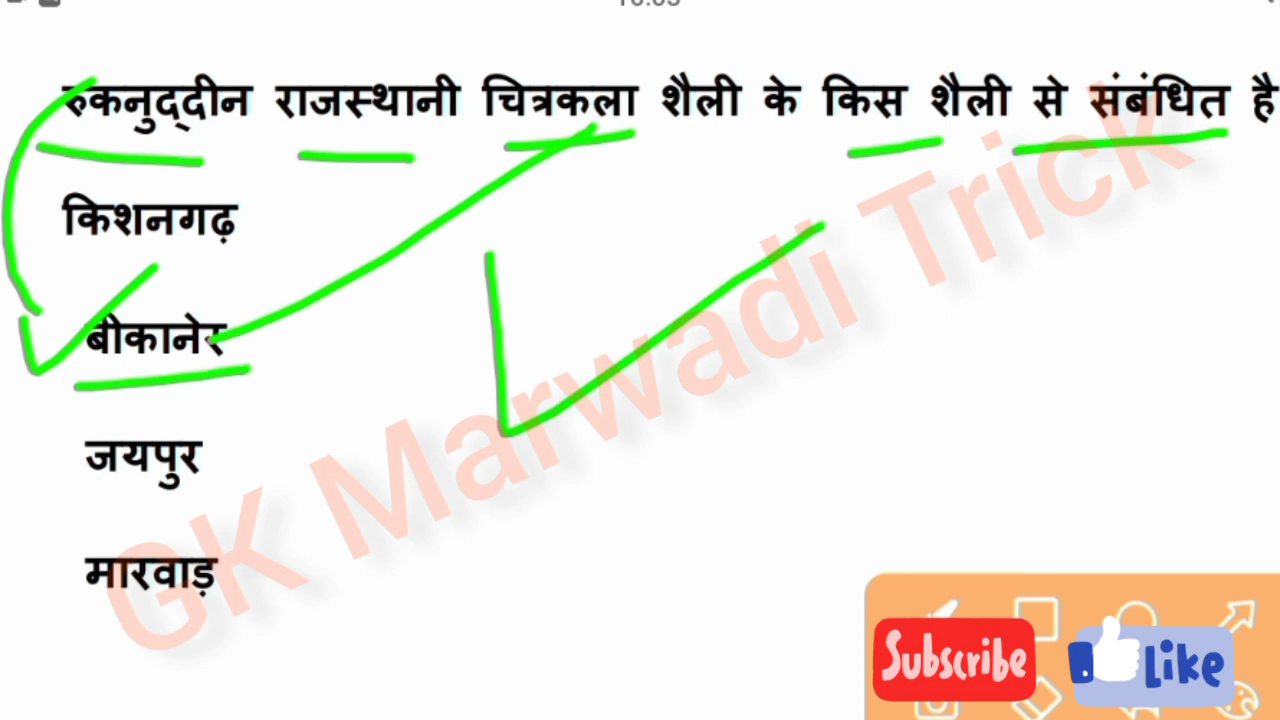 रुकनुद्दीन राजस्थानी चित्रकला शैली के किस शैली से संबंधित है
किशनगढ़
बीकानेर
जयपुर
मारवाड़
GK Marwadi Trick
Subscribe
Like